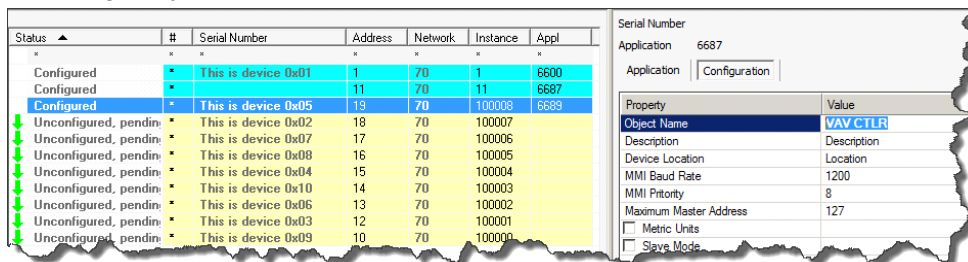 Status ▲ # Serial Number Address Network Instance Appl
* * * * * * *
Configured * This is device 0x01 1 70 1 6600
Configured * 11 70 11 6687
Configured * This is device 0x05 19 70 100008 6689
Unconfigured, pendin * This is device 0x02 18 70 100007
Unconfigured, pendin * This is device 0x07 17 70 100006
Unconfigured, pendin * This is device 0x08 16 70 100005
Unconfigured, pendin * This is device 0x04 15 70 100004
Unconfigured, pendin * This is device 0x10 14 70 100003
Unconfigured, pendin * This is device 0x06 13 70 100002
Unconfigured, pendin * This is device 0x03 12 70 100001
Unconfigured, pendin * This is device 0x09 10 70 100000
Serial Number
Application 6687
Application Configuration
Property Value
Object Name VAV CTLR
Description Description
Device Location Location
MMI Baud Rate 1200
MMI Pritority 8
Maximum Master Address 127
Metric Units
Slave Mode